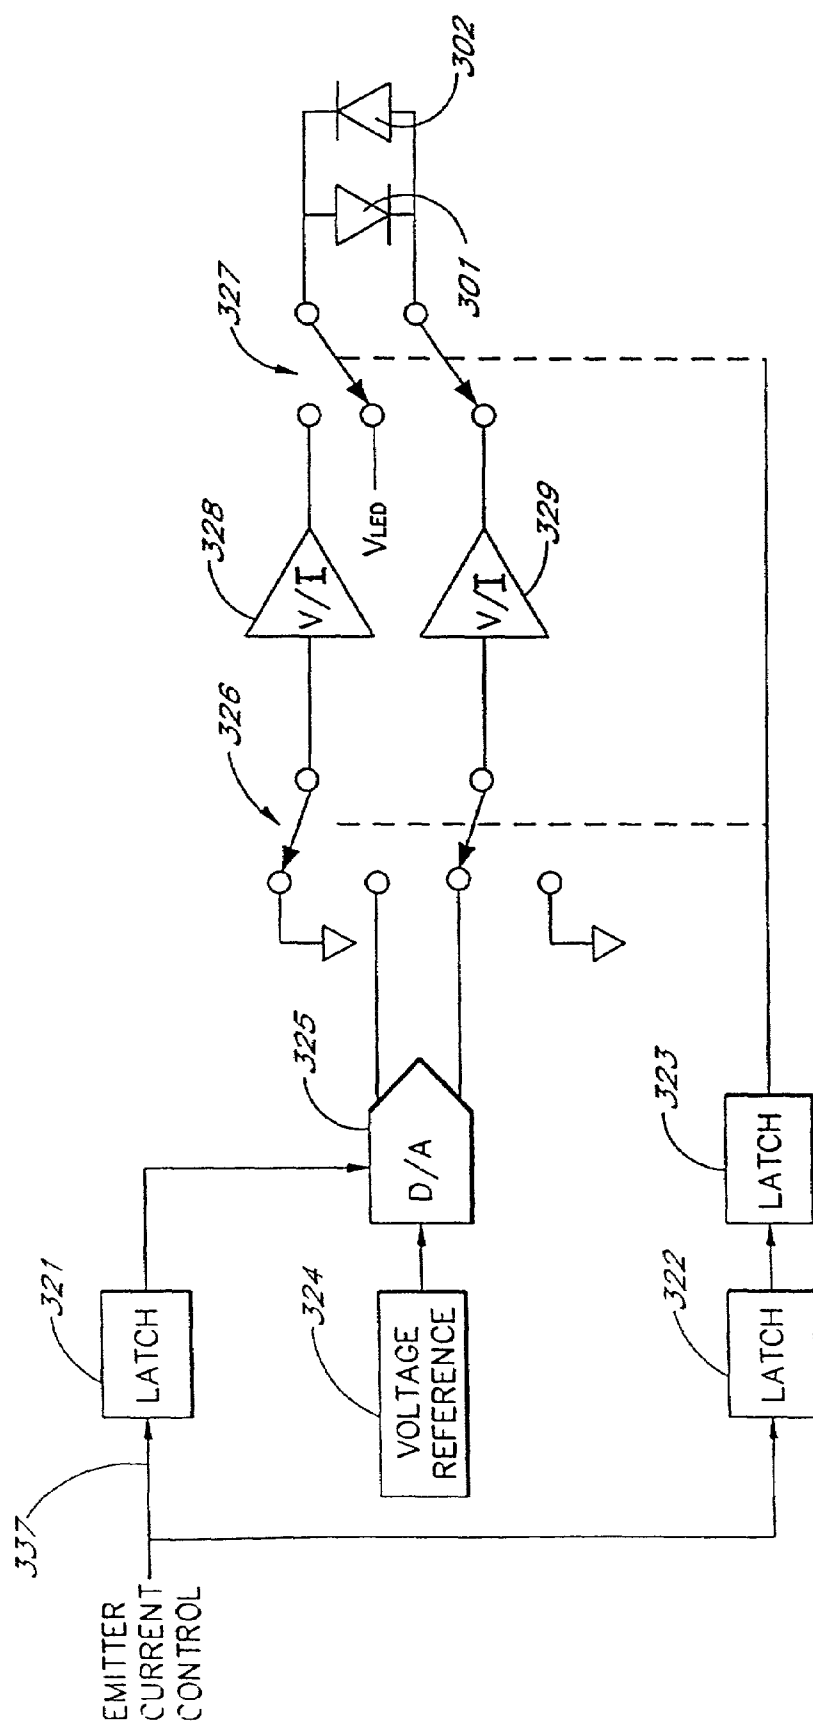 EMITTER
CURRENT
CONTROL
337
321
LATCH
324
VOLTAGE
REFERENCE
325
D/A
322
LATCH
323
LATCH
326
328
V/I
329
V/I
327
VLED
301
302